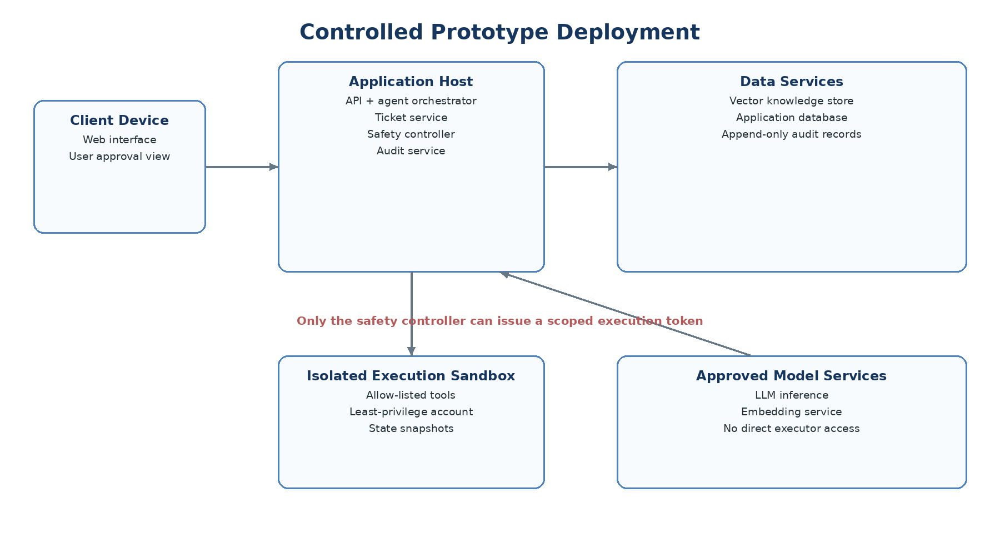 Controlled Prototype Deployment
Client Device
Web interface
User approval view
Application Host
API + agent orchestrator
Ticket service
Safety controller
Audit service
Data Services
Vector knowledge store
Application database
Append-only audit records
Only the safety controller can issue a scoped execution token
Isolated Execution Sandbox
Allow-listed tools
Least-privilege account
State snapshots
Approved Model Services
LLM inference
Embedding service
No direct executor access